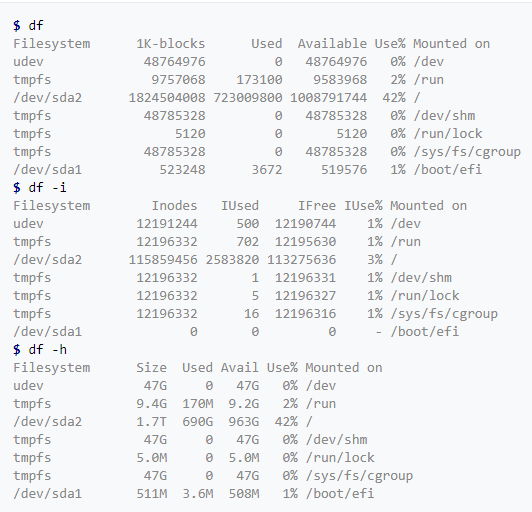 $ df
Filesystem      1K-blocks      Used  Available Use% Mounted on
udev             48764976         0   48764976   0% /dev
tmpfs             9757068    173100    9583968   2% /run
/dev/sda2      1824504008 723009800 1008791744  42% /
tmpfs            48785328         0   48785328   0% /dev/shm
tmpfs                5120         0       5120   0% /run/lock
tmpfs            48785328         0   48785328   0% /sys/fs/cgroup
/dev/sda1          523248      3672     519576   1% /boot/efi
$ df -i
Filesystem        Inodes   IUsed     IFree IUse% Mounted on
udev            12191244     500  12190744    1% /dev
tmpfs           12196332     702  12195630    1% /run
/dev/sda2      115859456 2583820 113275636    3% /
tmpfs           12196332       1  12196331    1% /dev/shm
tmpfs           12196332       5  12196327    1% /run/lock
tmpfs           12196332      16  12196316    1% /sys/fs/cgroup
/dev/sda1              0       0         0     - /boot/efi
$ df -h
Filesystem      Size  Used Avail Use% Mounted on
udev             47G     0   47G   0% /dev
tmpfs           9.4G  170M  9.2G   2% /run
/dev/sda2       1.7T  690G  963G  42% /
tmpfs            47G     0   47G   0% /dev/shm
tmpfs           5.0M     0  5.0M   0% /run/lock
tmpfs            47G     0   47G   0% /sys/fs/cgroup
/dev/sda1       511M  3.6M  508M   1% /boot/efi